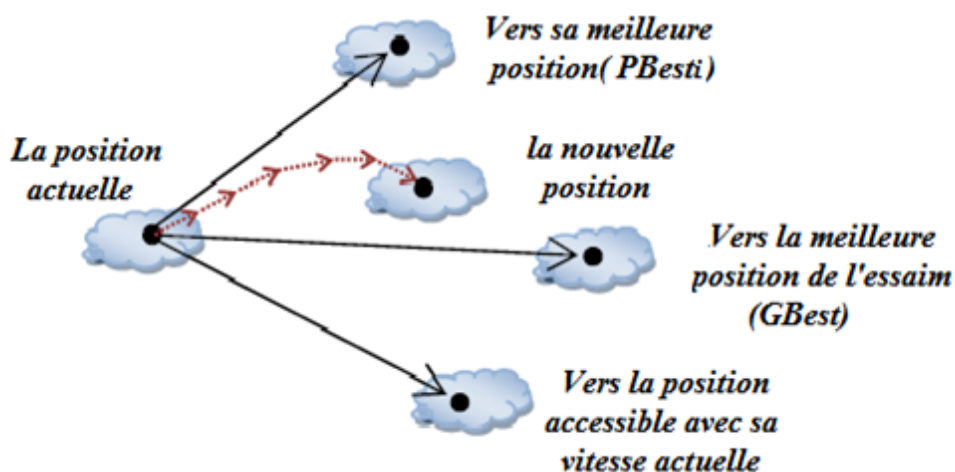 Vers sa meilleure
position( PBesti)
La position
actuelle
la nouvelle
position
Vers la meilleure
position de l'essaim
(GBest)
Vers la position
accessible avec sa
vitesse actuelle